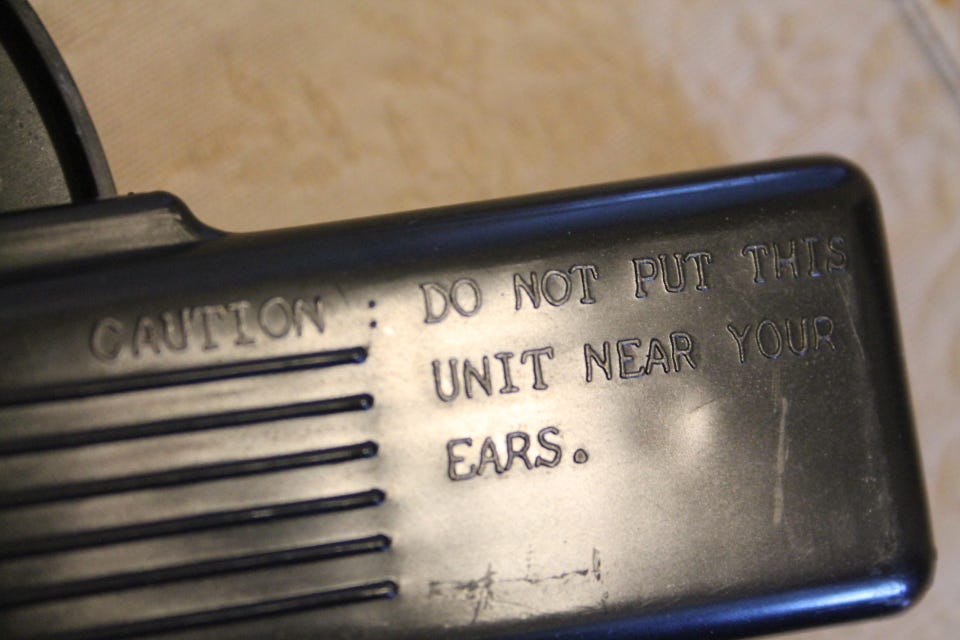 CAUTION : DO NOT PUT THIS
UNIT NEAR YOUR
EARS.